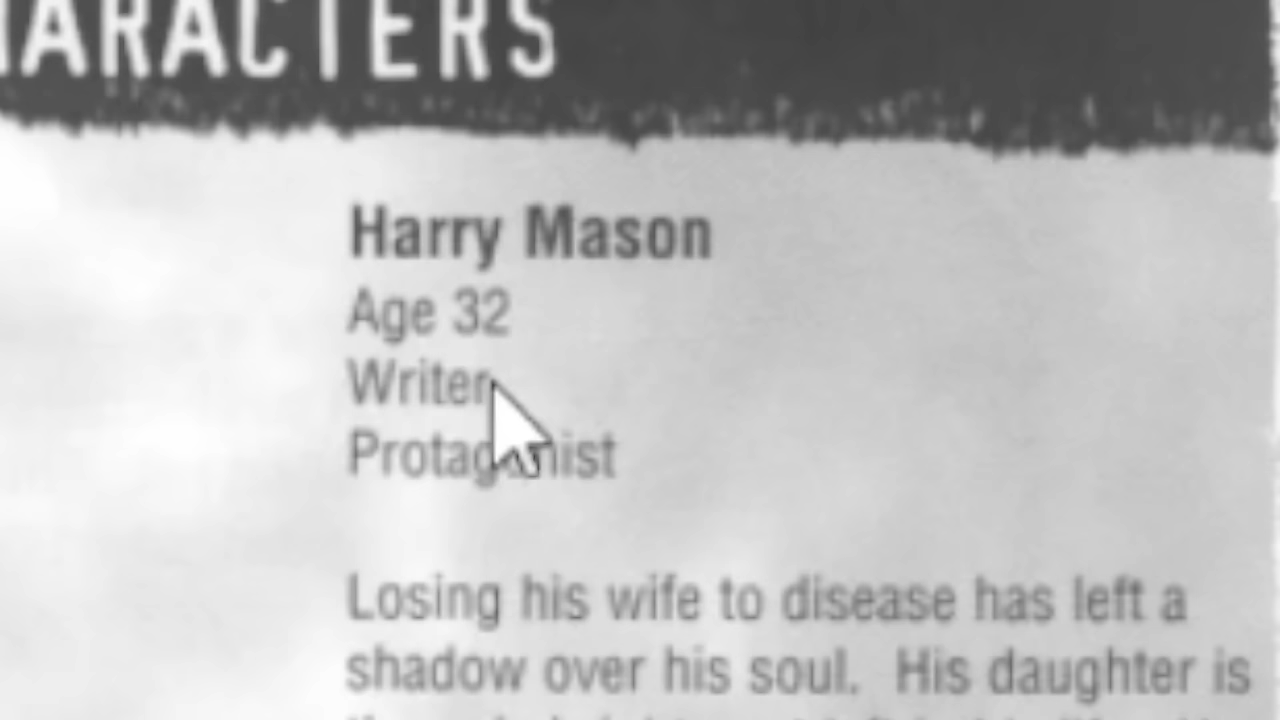 HARACTERS
Harry Mason
Age 32
Writer
Protagonist
Losing his wife to disease has left a
shadow over his soul. His daughter is